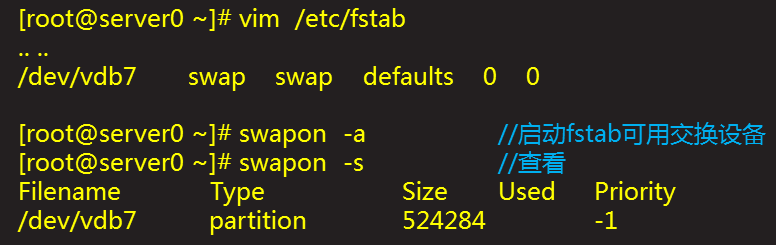 [root@server0 ~]# vim /etc/fstab
.. ..
/dev/vdb7 swap swap defaults 0 0
[root@server0 ~]# swapon -a //启动fstab可用交换设备
[root@server0 ~]# swapon -s //查看
Filename Type Size Used Priority
/dev/vdb7 partition 524284 -1